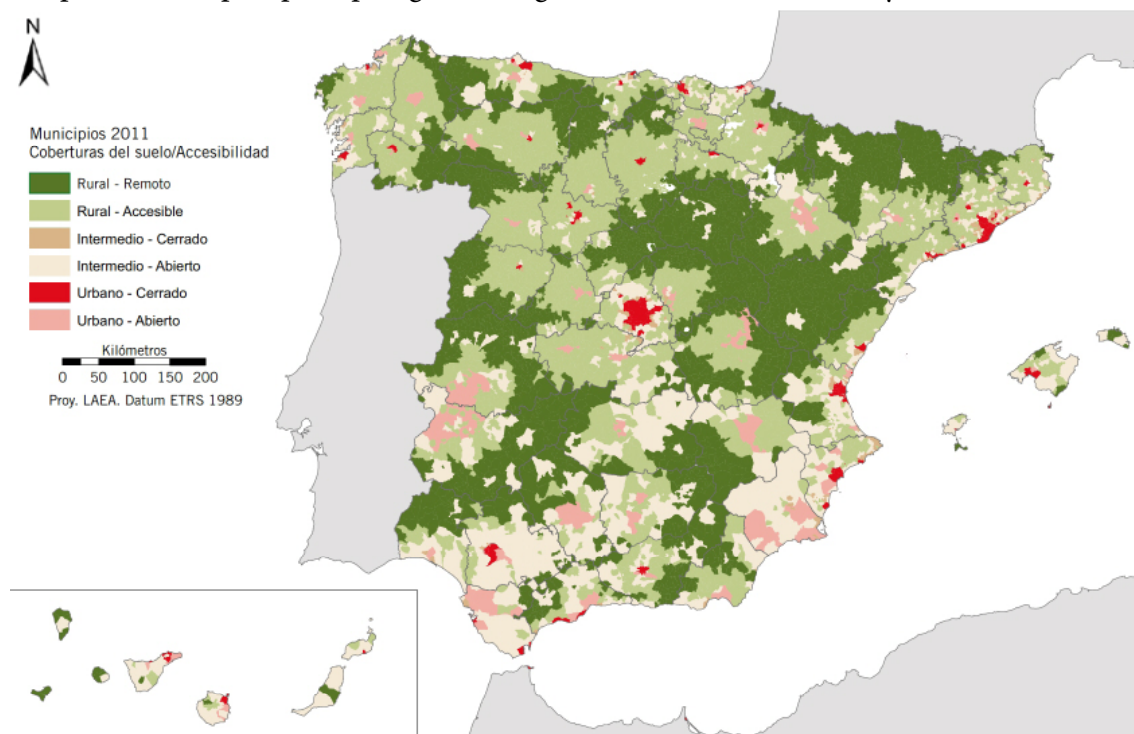 N
Municipios 2011
Coberturas del suelo/Accesibilidad
Rural - Remoto
Rural - Accesible
Intermedio - Cerrado
Intermedio - Abierto
Urbano - Cerrado
Urbano - Abierto
Kilómetros
0 50 100 150 200
Proy. LAEA. Datum ETRS 1989